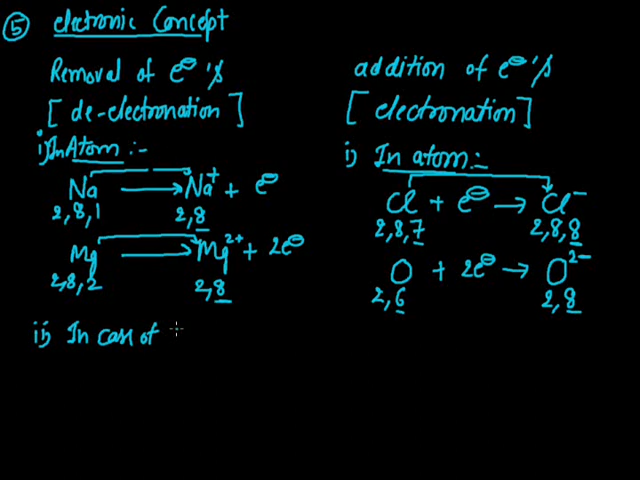 ⑤ electronic Concept
Removal of e⊖'s
[ de-electronation ]
i) In Atom :-
Na ⟶ Na⁺ + e⊖
2,8,1 2,8
Mg ⟶ Mg²⁺ + 2e⊖
2,8,2 2,8
ii) In case of
addition of e⊖'s
[ electronation ]
i) In atom :-
Cl + e⊖ → Cl⁻
2,8,7 2,8,8
O + 2e⊖ → O²⁻
2,6 2,8